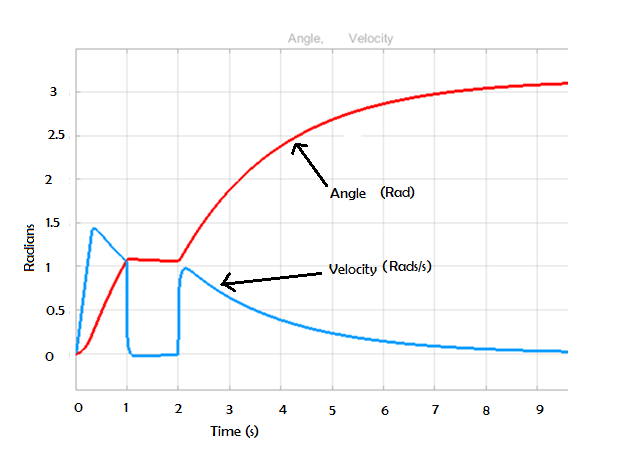 Angle, Velocity
3
2.5
2
1.5
1
0.5
0
Radians
Angle (Rad)
Velocity (Rads/s)
0 1 2 3 4 5 6 7 8 9
Time (s)